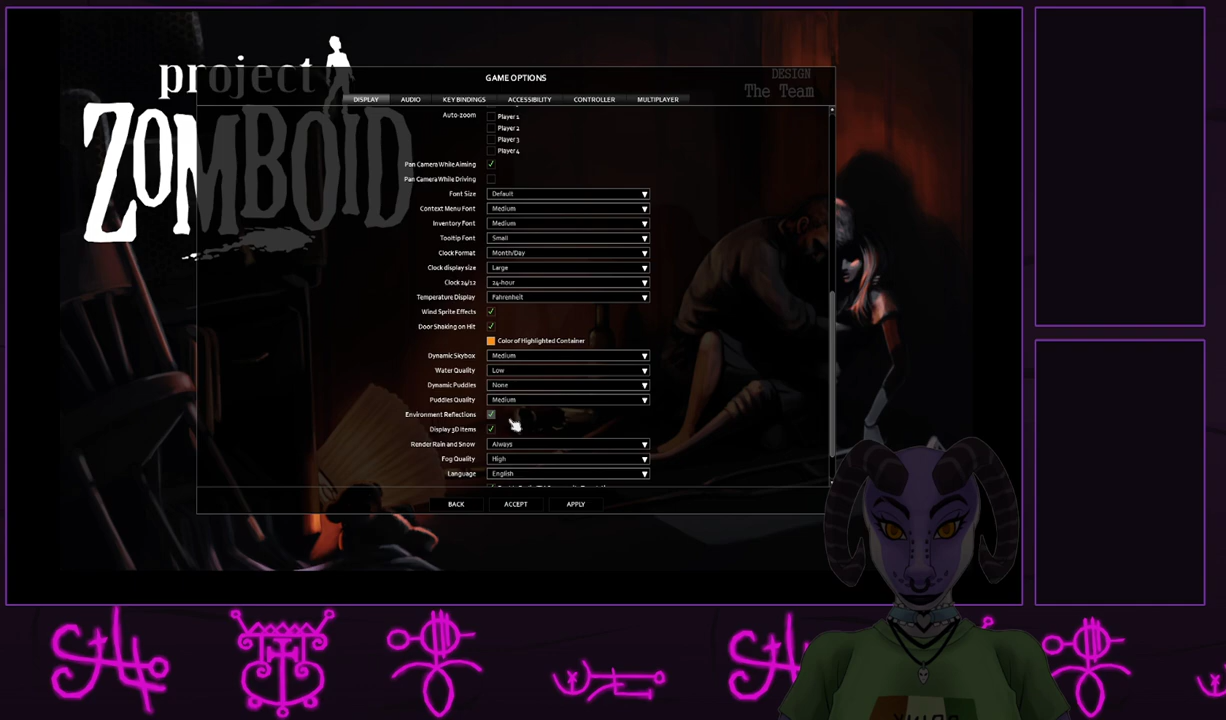 project
ZOMBOID
GAME OPTIONS
DESIGN
The Team
DISPLAY AUDIO KEY BINDINGS ACCESSIBILITY CONTROLLER MULTIPLAYER
Auto-zoom Player 1
Player 2
Player 3
Player 4
Pan Camera While Aiming
Pan Camera While Driving
Font Size Default
Context Menu Font Medium
Inventory Font Medium
Tooltip Font Small
Clock Format Month/Day
Clock display size Large
Clock 24/12 24-hour
Temperature Display Fahrenheit
Wind Sprite Effects
Door Shaking on Hit
Color of Highlighted Container
Dynamic Skybox Medium
Water Quality Low
Dynamic Puddles None
Puddles Quality Medium
Environment Reflections
Display 3D Items
Render Rain and Snow Always
Fog Quality High
Language English
BACK ACCEPT APPLY